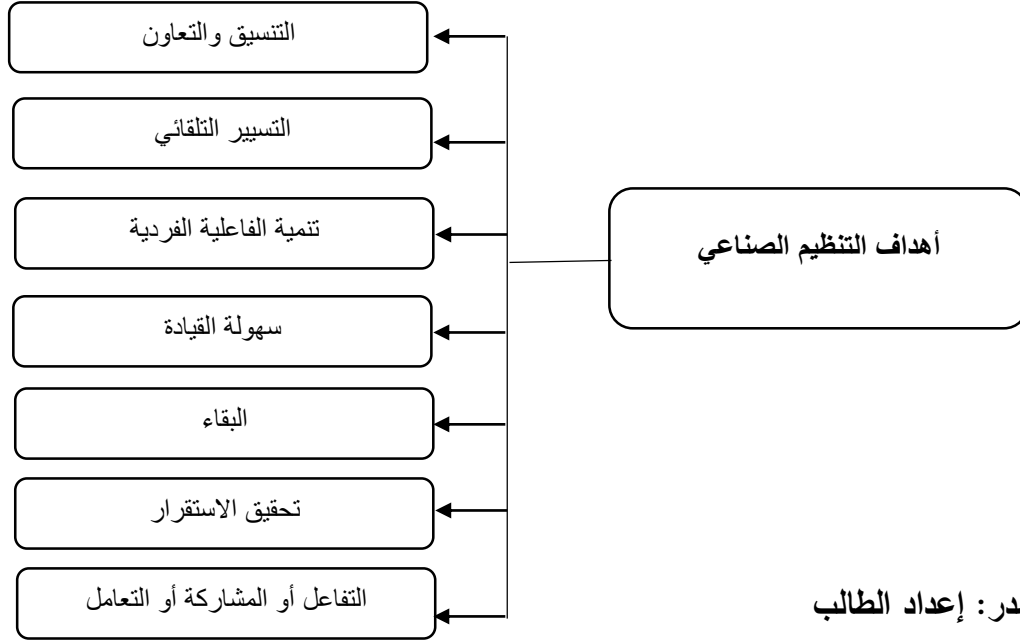 أهداف التنظيم الصناعي
التنسيق والتعاون
التسيير التلقائي
تنمية الفاعلية الفردية
سهولة القيادة
البقاء
تحقيق الاستقرار
التفاعل أو المشاركة أو التعامل
در: إعداد الطالب